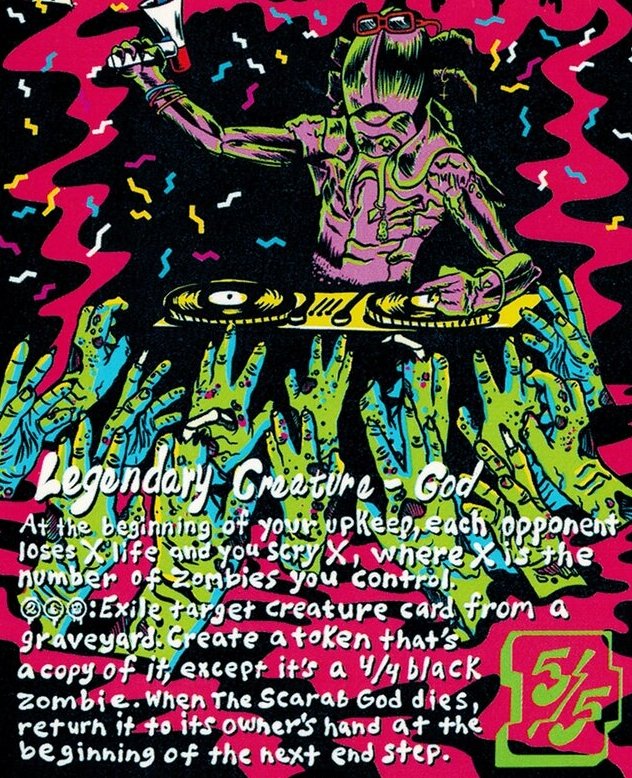 Legendary Creature - God
At the beginning of your upkeep, each opponent
loses X life and you scry X, where X is the
number of zombies you control.
2 : Exile target creature card from a
graveyard. Create a token that's
a copy of it, except it's a 4/4 black
zombie. When The Scarab God dies,
return it to its owner's hand at the
beginning of the next end step.
5/5